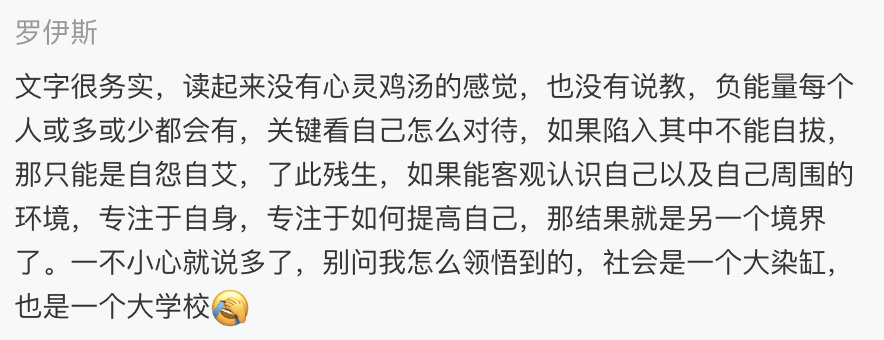 罗伊斯
文字很务实，读起来没有心灵鸡汤的感觉，也没有说教，负能量每个
人或多或少都会有，关键看自己怎么对待，如果陷入其中不能自拔，
那只能是自怨自艾，了此残生，如果能客观认识自己以及自己周围的
环境，专注于自身，专注于如何提高自己，那结果就是另一个境界
了。一不小心就说多了，别问我怎么领悟到的，社会是一个大染缸，
也是一个大学校🤦